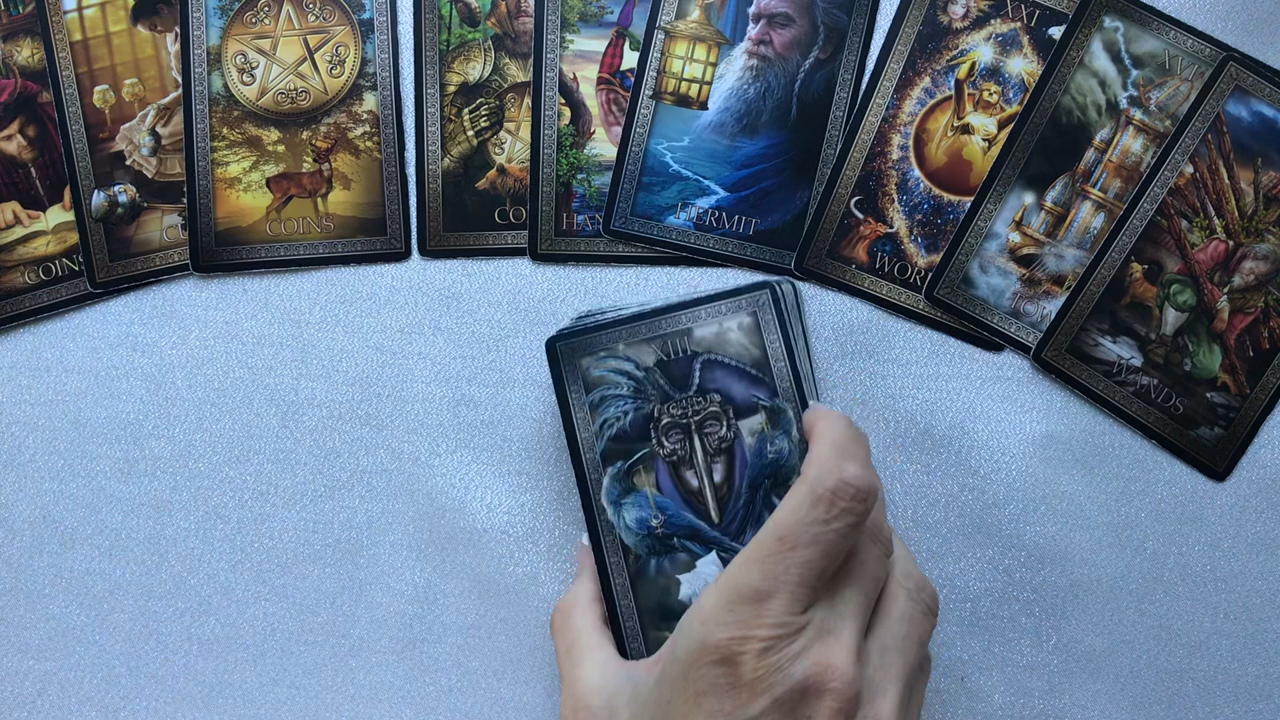 COINS
CU
COINS
CO
HAN
HERMIT
XXI
WORL
XVI
TOW
WANDS
XIII